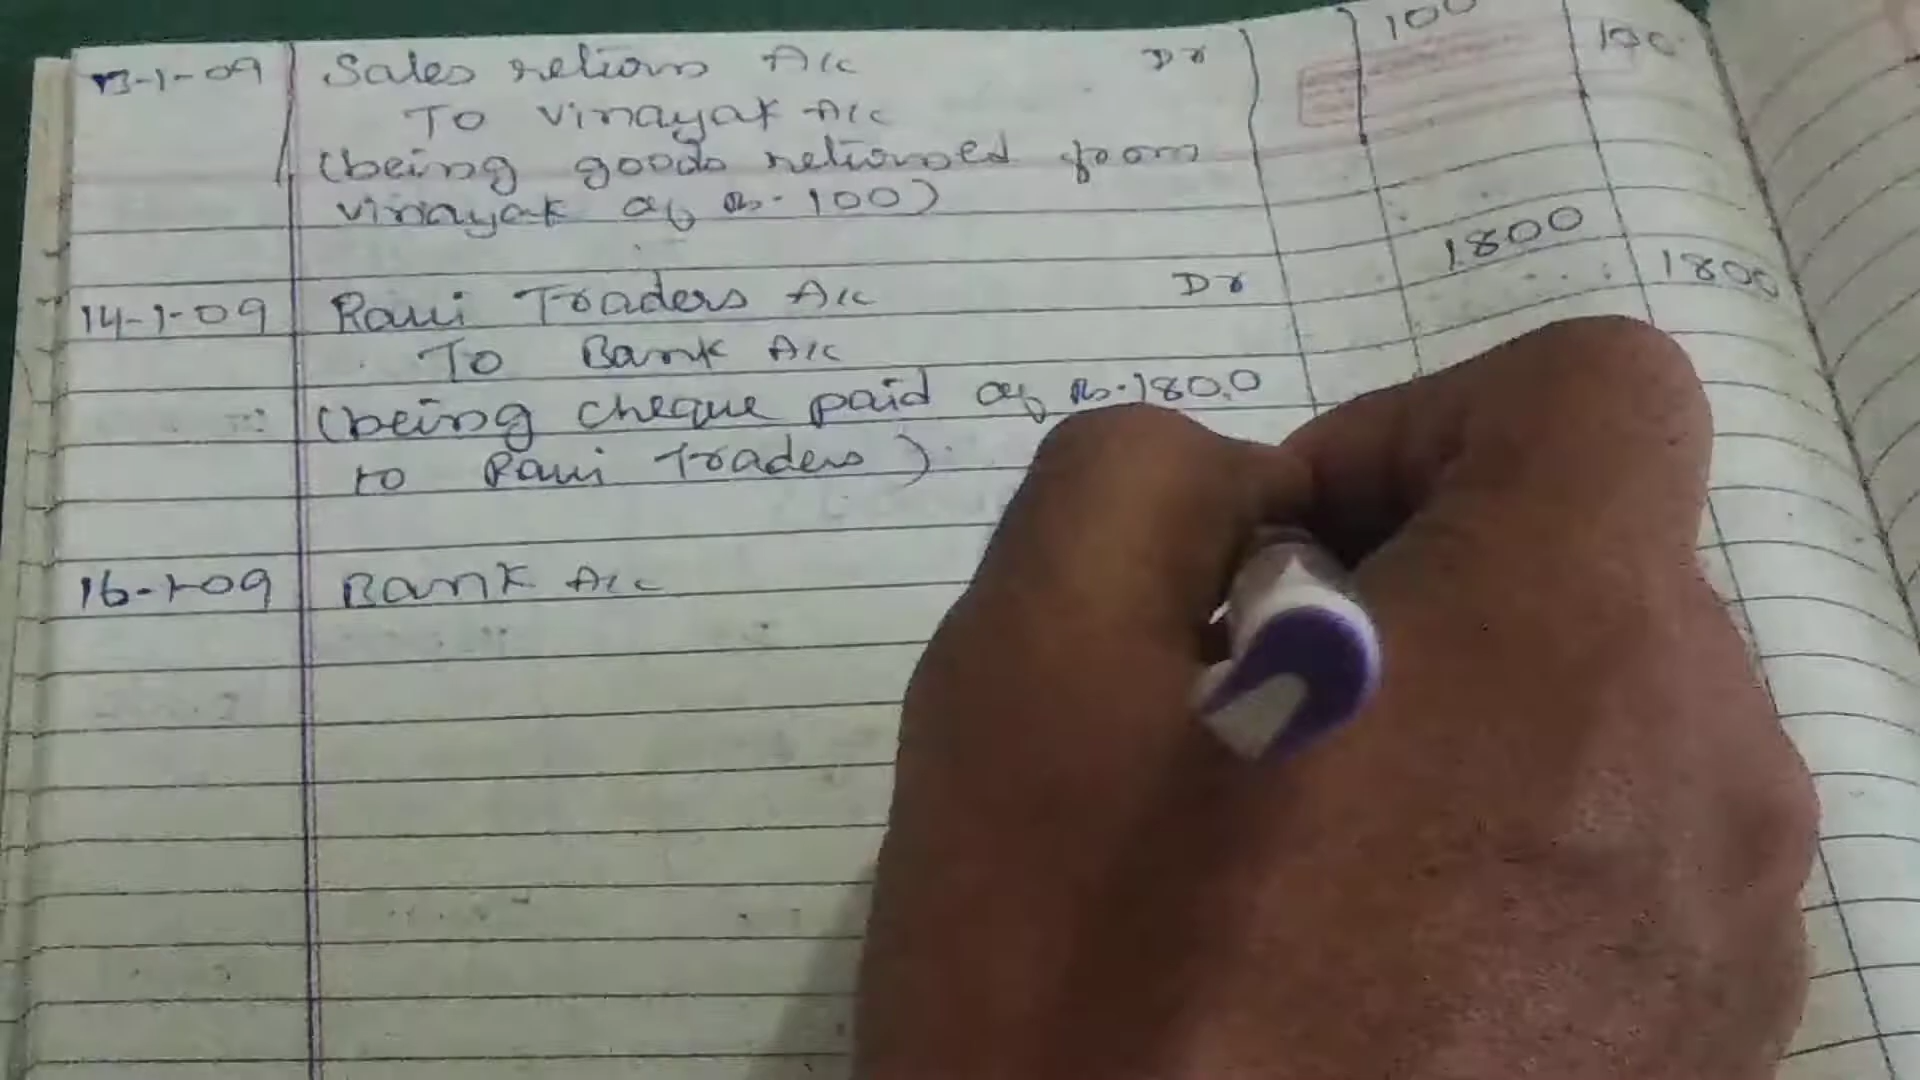 13-1-09 Sales return A/c Dr 100
To Vinayak A/c 100
(being goods returned from
vinayak of Rs. 100)
14-1-09 Ravi Traders A/c Dr 1800
To Bank A/c 1800
(being cheque paid of Rs. 1800
to Ravi Traders)
16-1-09 Bank A/c